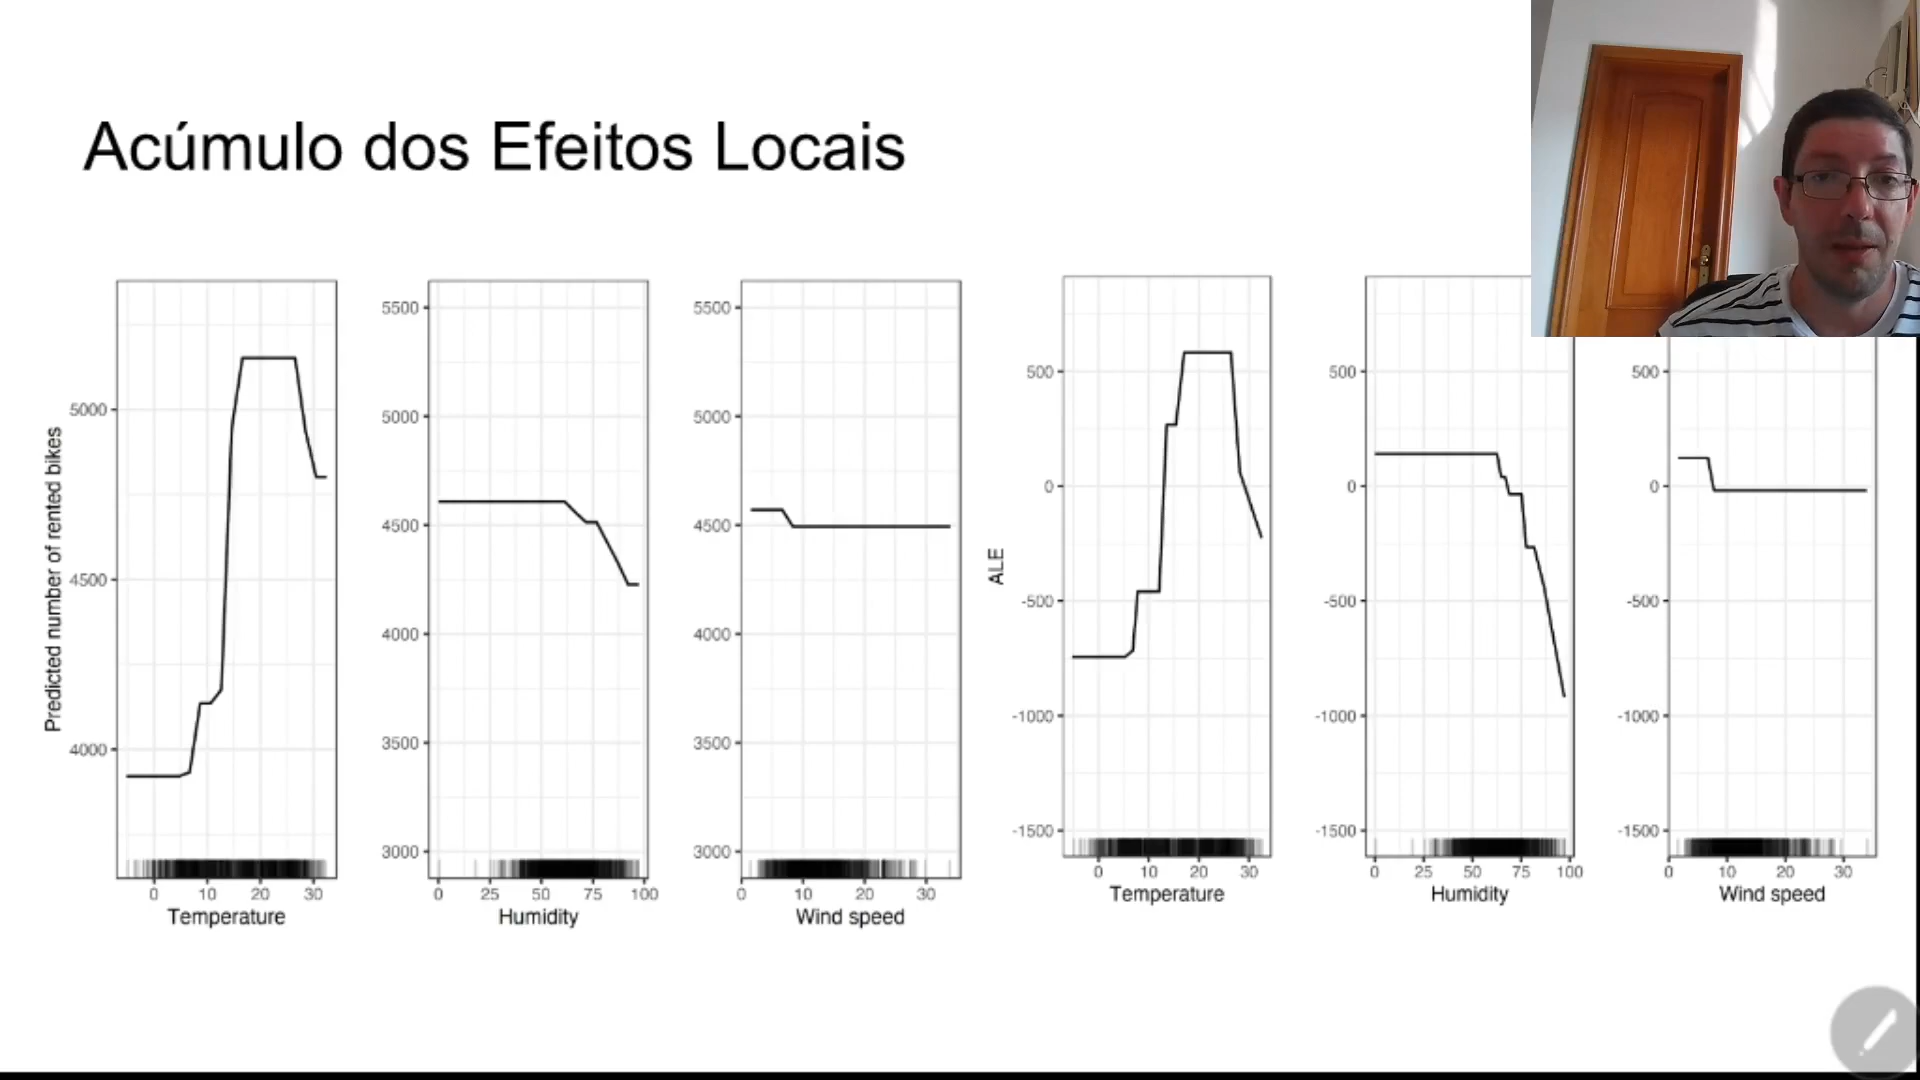 Acúmulo dos Efeitos Locais
Predicted number of rented bikes
5000
4500
4000
0 10 20 30
Temperature
5500
5000
4500
4000
3500
3000
0 25 50 75 100
Humidity
5500
5000
4500
4000
3500
3000
0 10 20 30
Wind speed
ALE
500
0
-500
-1000
-1500
0 10 20 30
Temperature
500
0
-500
-1000
-1500
0 25 50 75 100
Humidity
500
0
-500
-1000
-1500
0 10 20 30
Wind speed